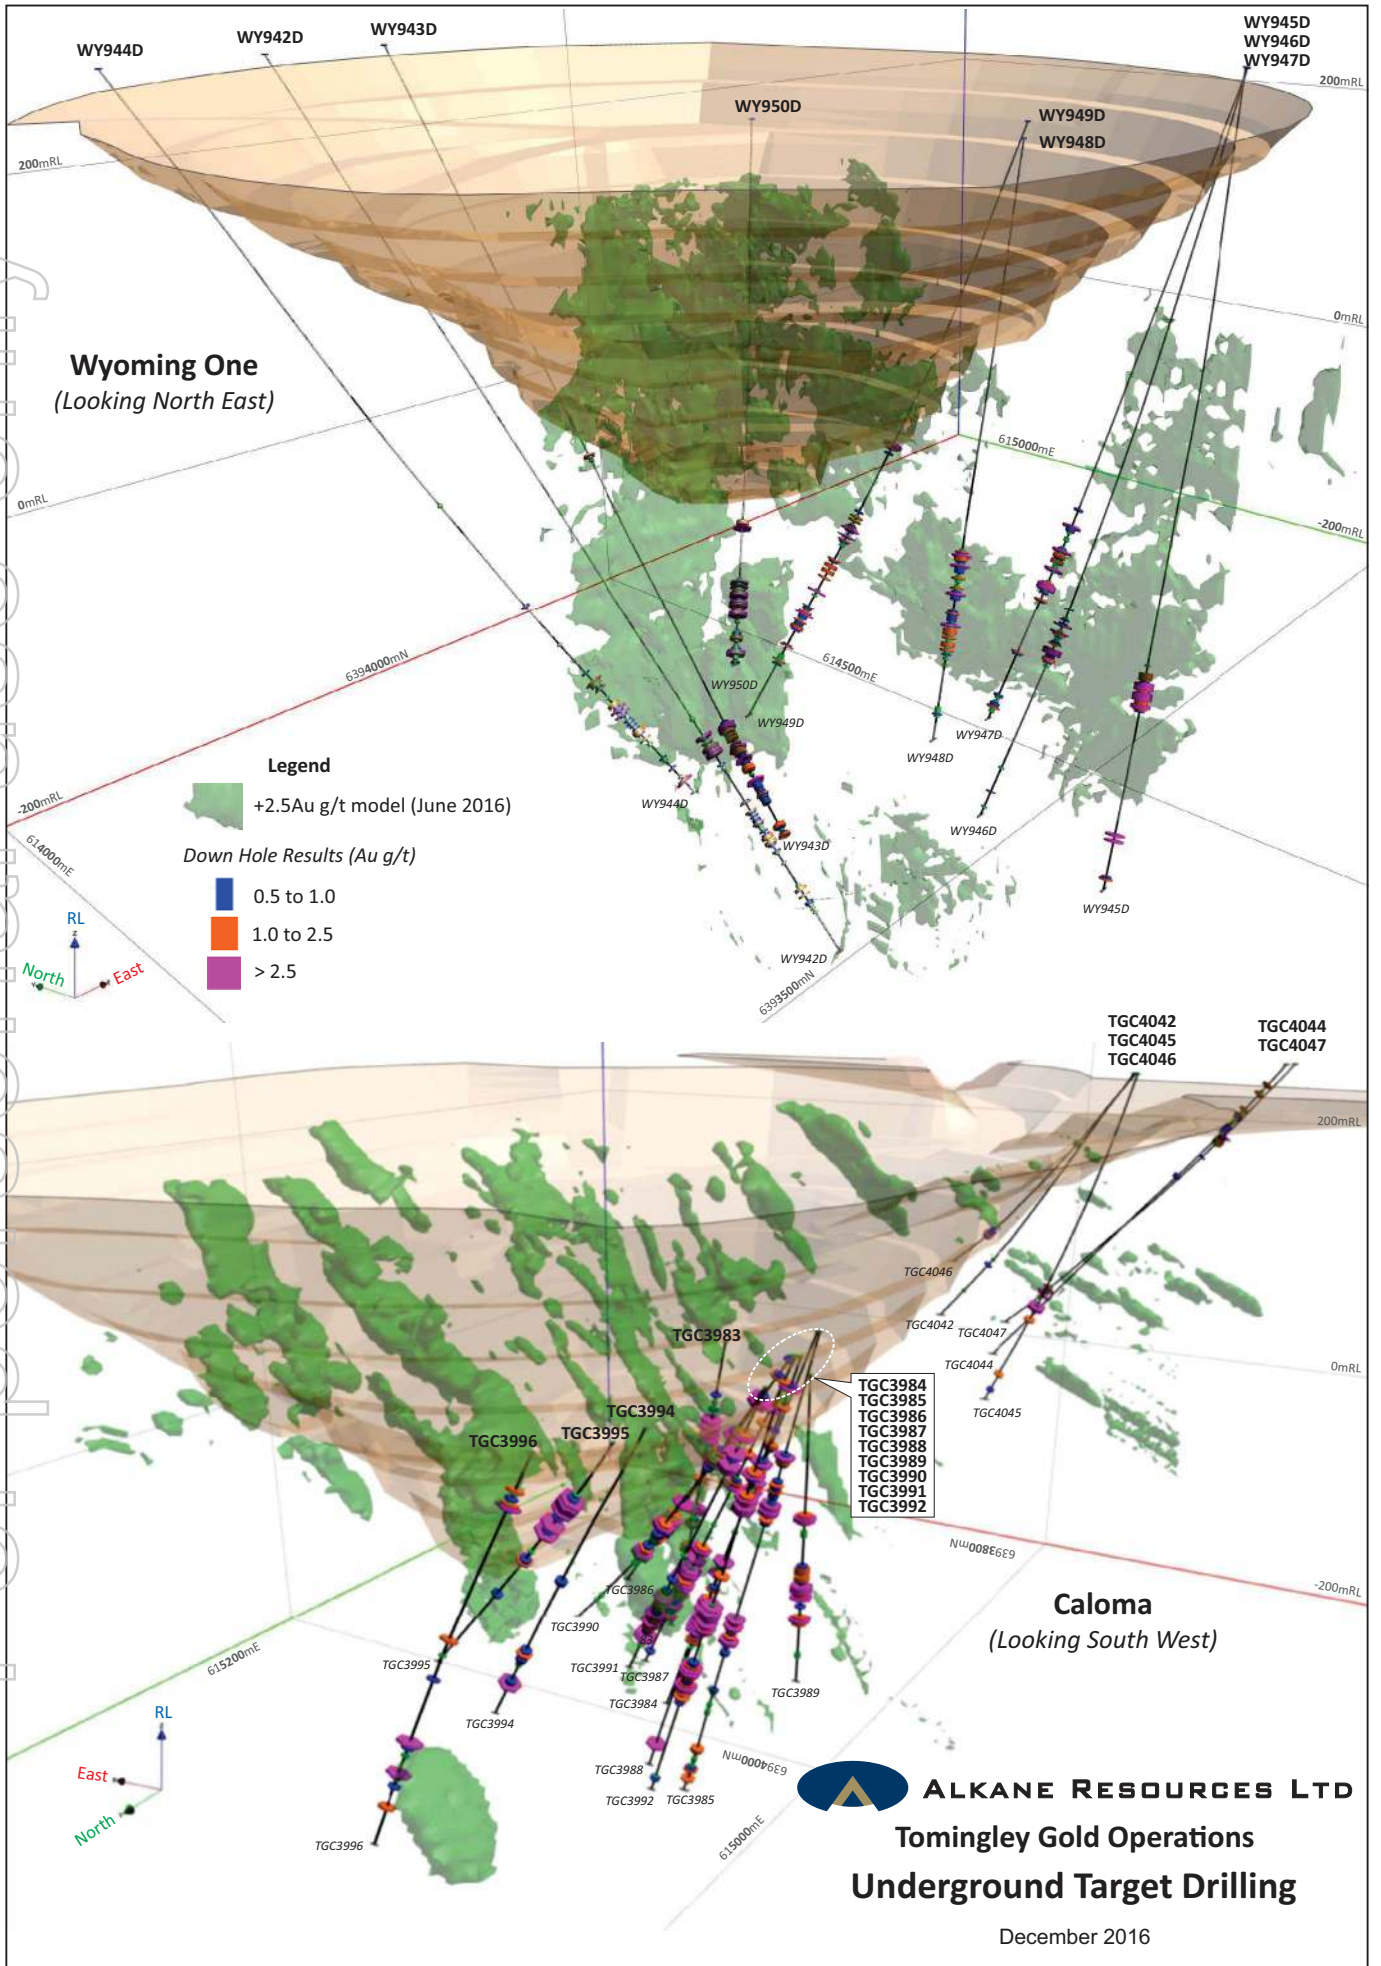 WY944D
WY942D
WY943D
WY945D
WY946D
WY947D
WY950D
WY949D
WY948D
200mRL
200mRL
Wyoming One
(Looking North East)
0mRL
0mRL
615000mE
-200mRL
6394000mN
614500mE
WY950D
WY949D
WY948D
WY947D
WY944D
WY946D
WY943D
WY945D
WY942D
6393500mN
-200mRL
614000mE
Legend
+2.5Au g/t model (June 2016)
Down Hole Results (Au g/t)
0.5 to 1.0
1.0 to 2.5
> 2.5
RL
z
North
East
TGC4042
TGC4045
TGC4046
TGC4044
TGC4047
200mRL
TGC4046
TGC4042
TGC4047
TGC4044
TGC4045
0mRL
TGC3983
TGC3984
TGC3985
TGC3986
TGC3987
TGC3988
TGC3989
TGC3990
TGC3991
TGC3992
TGC3994
TGC3995
TGC3996
6393800mN
-200mRL
Caloma
(Looking South West)
TGC3986
TGC3990
TGC3991
TGC3987
TGC3984
TGC3989
TGC3995
TGC3994
TGC3988
TGC3992
TGC3985
TGC3996
615200mE
6394000mN
615000mE
RL
East
North
ALKANE RESOURCES LTD
Tomingley Gold Operations
Underground Target Drilling
December 2016